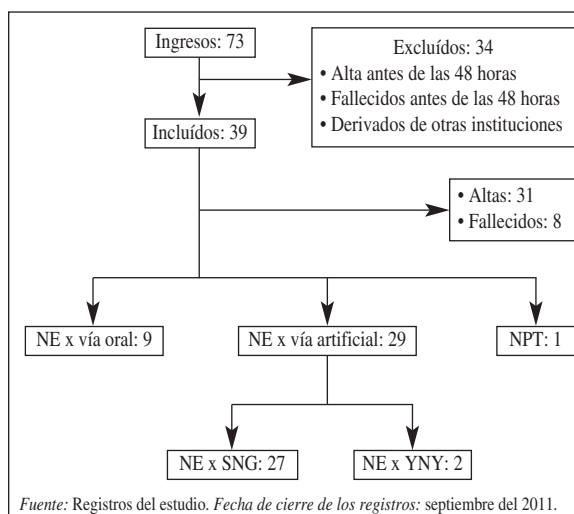 Ingresos: 73
Excluídos: 34
• Alta antes de las 48 horas
• Fallecidos antes de las 48 horas
• Derivados de otras instituciones
Incluídos: 39
• Altas: 31
• Fallecidos: 8
NE x vía oral: 9
NE x vía artificial: 29
NPT: 1
NE x SNG: 27
NE x YNY: 2
Fuente: Registros del estudio. Fecha de cierre de los registros: septiembre del 2011.